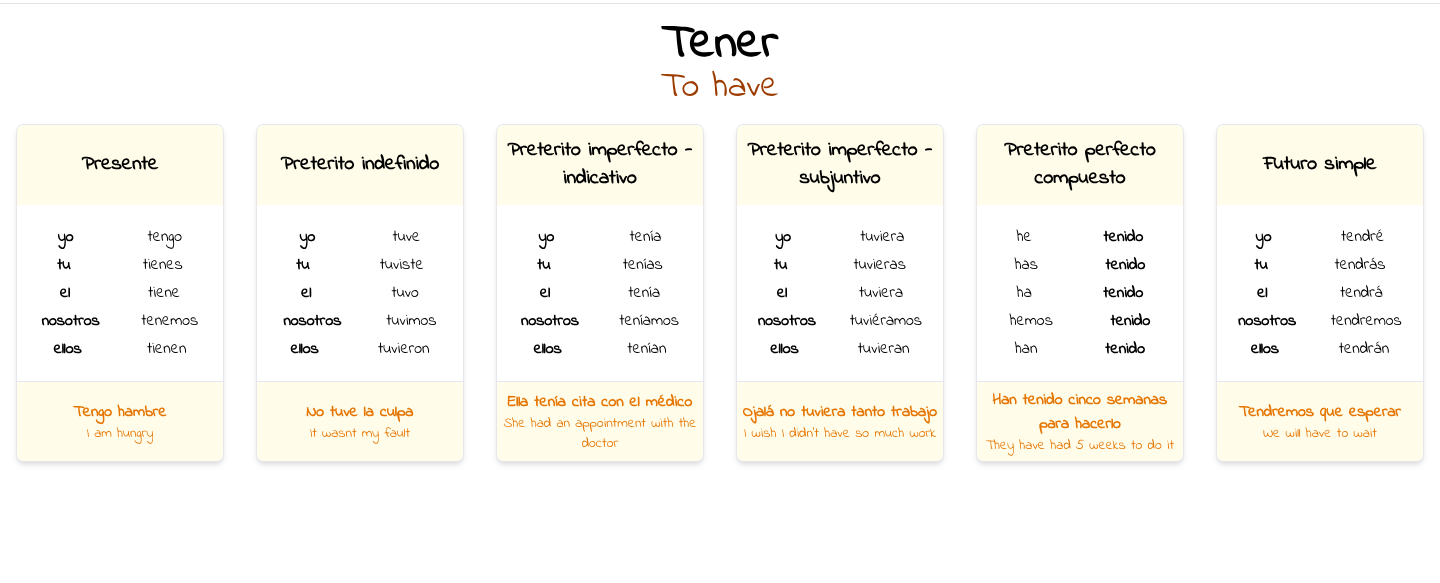 Tener
To have
Presente
yo tengo
tu tienes
el tiene
nosotros tenemos
ellos tienen
Tengo hambre
I am hungry
Preterito indefinido
yo tuve
tu tuviste
el tuvo
nosotros tuvimos
ellos tuvieron
No tuve la culpa
It wasnt my fault
Preterito imperfecto -
indicativo
yo tenía
tu tenías
el tenía
nosotros teníamos
ellos tenían
Ella tenía cita con el médico
She had an appointment with the
doctor
Preterito imperfecto -
subjuntivo
yo tuviera
tu tuvieras
el tuviera
nosotros tuviéramos
ellos tuvieran
Ojalá no tuviera tanto trabajo
I wish I didn't have so much work
Preterito perfecto
compuesto
he tenido
has tenido
ha tenido
hemos tenido
han tenido
Han tenido cinco semanas
para hacerlo
They have had 5 weeks to do it
Futuro simple
yo tendré
tu tendrás
el tendrá
nosotros tendremos
ellos tendrán
Tendremos que esperar
We will have to wait